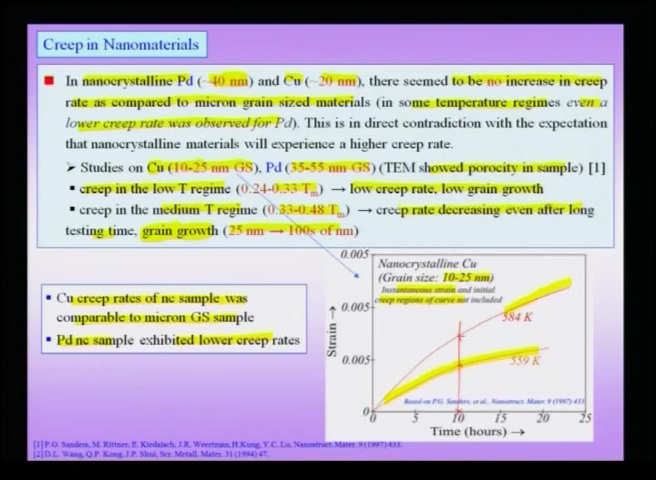 Creep in Nanomaterials
In nanocrystalline Pd (~40 nm) and Cu (~20 nm), there seemed to be no increase in creep
rate as compared to micron grain sized materials (in some temperature regimes even a
lower creep rate was observed for Pd). This is in direct contradiction with the expectation
that nanocrystalline materials will experience a higher creep rate.
➤ Studies on Cu (10-25 nm GS), Pd (35-55 nm GS) (TEM showed porocity in sample) [1]
▪ creep in the low T regime (0.24-0.33 Tm) → low creep rate, low grain growth
▪ creep in the medium T regime (0.33-0.48 Tm) → creep rate decreasing even after long
testing time, grain growth (25 nm → 100s of nm)
▪ Cu creep rates of nc sample was
comparable to micron GS sample
▪ Pd nc sample exhibited lower creep rates
0.005
Nanocrystalline Cu
(Grain size: 10-25 nm)
Instantaneous strain and initial
creep regions of curve not included
0.005
584 K
Strain →
0.005
559 K
Based on P.G. Sanders, et al., Nanostruct. Mater. 9 (1997) 433
0
0 5 10 15 20 25
Time (hours) →
[1] P.G. Sanders, M. Rittner, E. Kiedaisch, J.R. Weertman, H.Kung, Y.C. Lu, Nanostruct. Mater. 9 (1997) 433.
[2] D.L. Wang, Q.P. Kong, J.P. Shui, Scr. Metall. Mater. 31 (1994) 47.